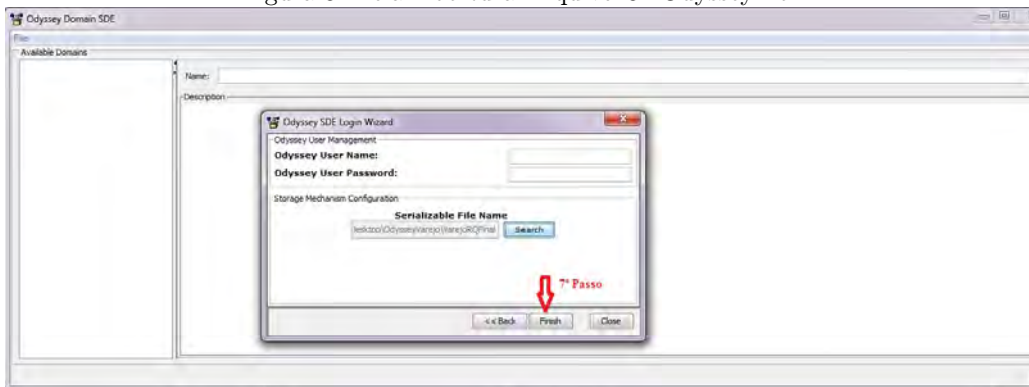 Odyssey Domain SDE
File
Available Domains
Name:
Description
Odyssey SDE Login Wizard
Odyssey User Management
Odyssey User Name:
Odyssey User Password:
Storage Mechanism Configuration
Serializable File Name
Search
7º Passo
<< Back Finish Close